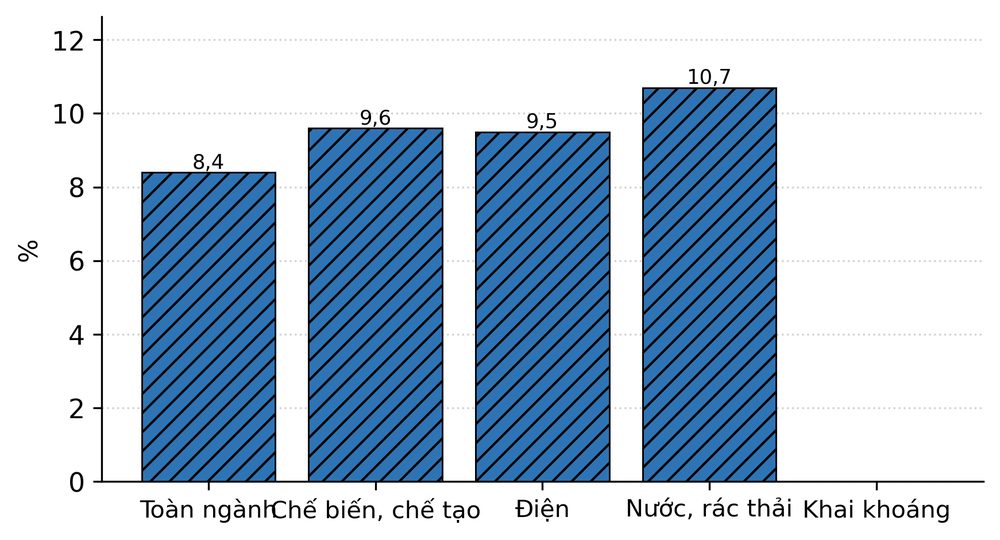 %
12
10
8
6
4
2
0
8,4
9,6
9,5
10,7
Toàn ngành
Chế biến, chế tạo
Điện
Nước, rác thải
Khai khoáng